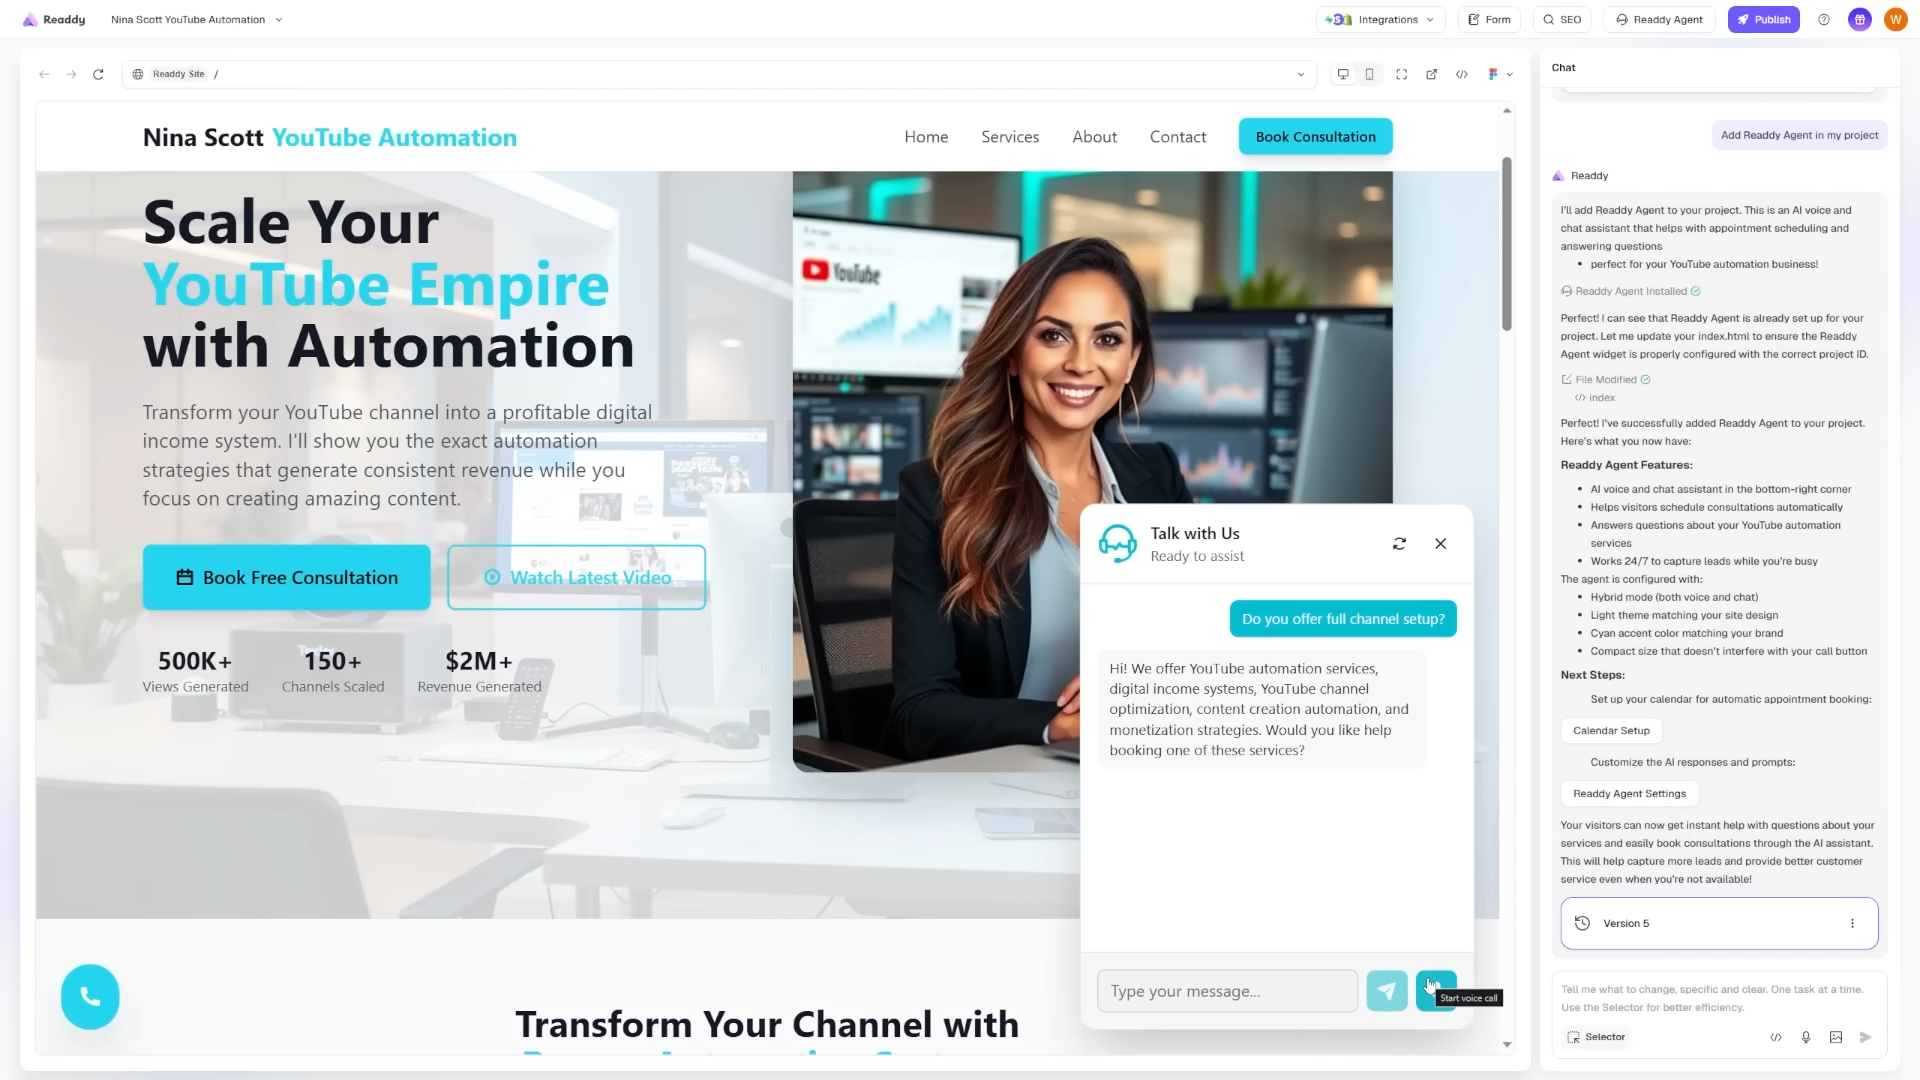 Readdy
Nina Scott YouTube Automation
Integrations
Form
SEO
Readdy Agent
Publish
W
Readdy Site /
Nina Scott YouTube Automation
Home
Services
About
Contact
Book Consultation
Scale Your
YouTube Empire
with Automation
Transform your YouTube channel into a profitable digital
income system. I'll show you the exact automation
strategies that generate consistent revenue while you
focus on creating amazing content.
Book Free Consultation
Watch Latest Video
500K+
Views Generated
150+
Channels Scaled
$2M+
Revenue Generated
YouTube
Talk with Us
Ready to assist
Do you offer full channel setup?
Hi! We offer YouTube automation services,
digital income systems, YouTube channel
optimization, content creation automation, and
monetization strategies. Would you like help
booking one of these services?
Type your message...
Start voice call
Transform Your Channel with
Chat
Add Readdy Agent in my project
Readdy
I'll add Readdy Agent to your project. This is an AI voice and
chat assistant that helps with appointment scheduling and
answering questions
• perfect for your YouTube automation business!
Readdy Agent Installed
Perfect! I can see that Readdy Agent is already set up for your
project. Let me update your index.html to ensure the Readdy
Agent widget is properly configured with the correct project ID.
File Modified
index
Perfect! I've successfully added Readdy Agent to your project.
Here's what you now have:
Readdy Agent Features:
• AI voice and chat assistant in the bottom-right corner
• Helps visitors schedule consultations automatically
• Answers questions about your YouTube automation
services
• Works 24/7 to capture leads while you're busy
The agent is configured with:
• Hybrid mode (both voice and chat)
• Light theme matching your site design
• Cyan accent color matching your brand
• Compact size that doesn't interfere with your call button
Next Steps:
Set up your calendar for automatic appointment booking:
Calendar Setup
Customize the AI responses and prompts:
Readdy Agent Settings
Your visitors can now get instant help with questions about your
services and easily book consultations through the AI assistant.
This will help capture more leads and provide better customer
service even when you're not available!
Version 5
Tell me what to change, specific and clear. One task at a time.
Use the Selector for better efficiency.
Selector